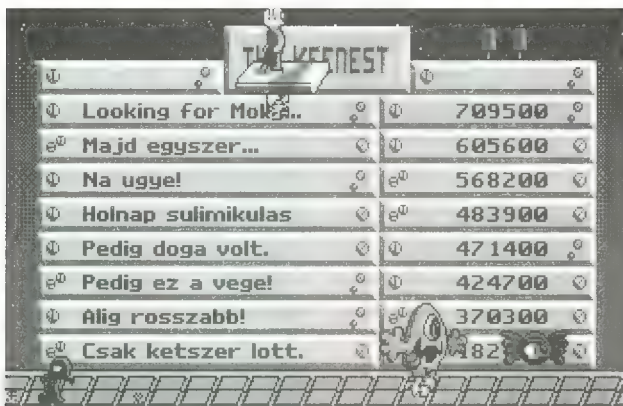 KEENEST
Looking for 709500
Majd egyszer... 605600
Na ugye! 568200
Holnap sulimikulas 483900
Pedig doga volt. 471400
Pedig ez a vege! 424700
Alig rosszabb! 370300
Csak ketszer lott.